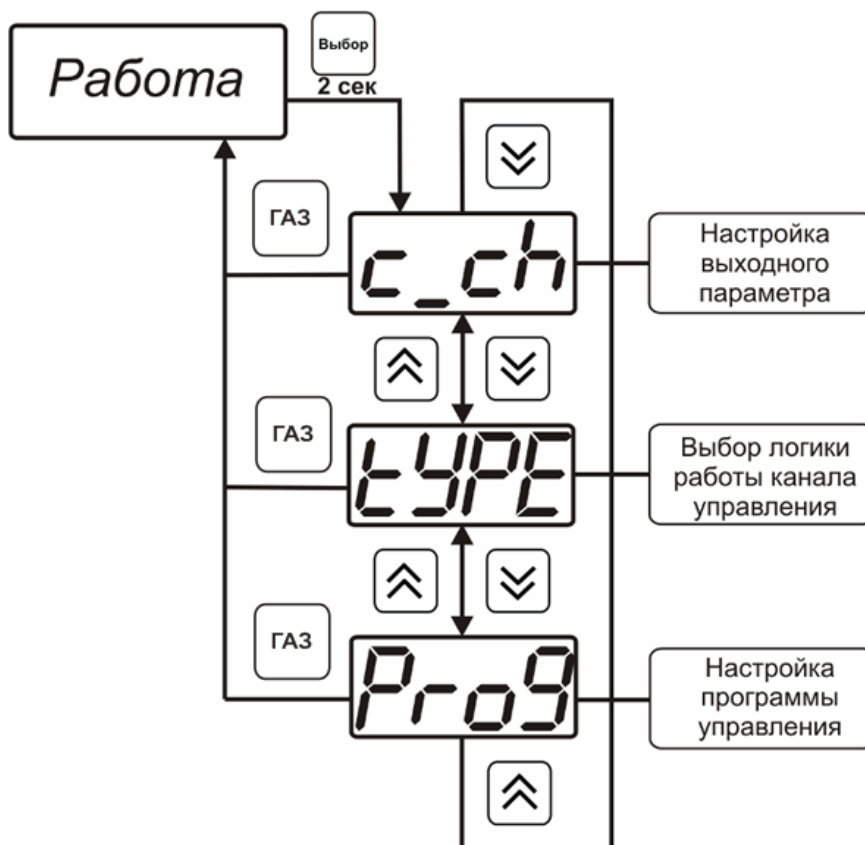 Работа
Выбор
2 сек
ГАЗ
c_ch
Настройка
выходного
параметра
ГАЗ
tYPE
Выбор логики
работы канала
управления
ГАЗ
Prog
Настройка
программы
управления